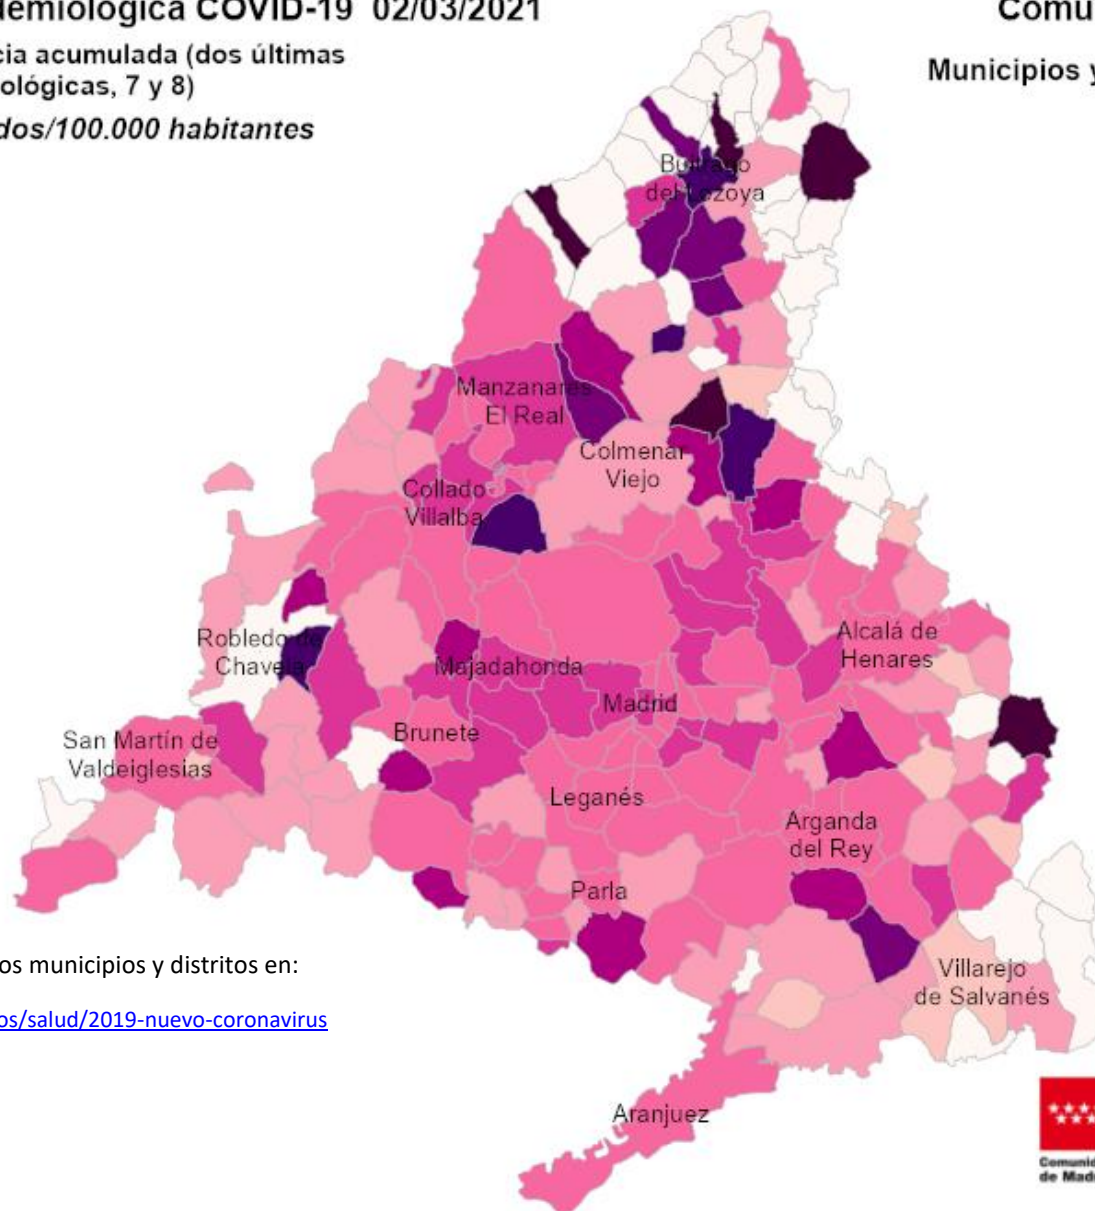 demiológica COVID-19 02/03/2021
Comu
cia acumulada (dos últimas
ológicas, 7 y 8)
Municipios y
dos/100.000 habitantes
Buitrago
del Lozoya
Manzanares
El Real
Colmenar
Viejo
Collado
Villalba
Robledo de
Chavela
Majadahonda
Alcalá de
Henares
Madrid
San Martín de
Valdeiglesias
Brunete
Leganés
Arganda
del Rey
Parla
os municipios y distritos en:
Villarejo
de Salvanés
os/salud/2019-nuevo-coronavirus
Aranjuez
Comunid
de Madr